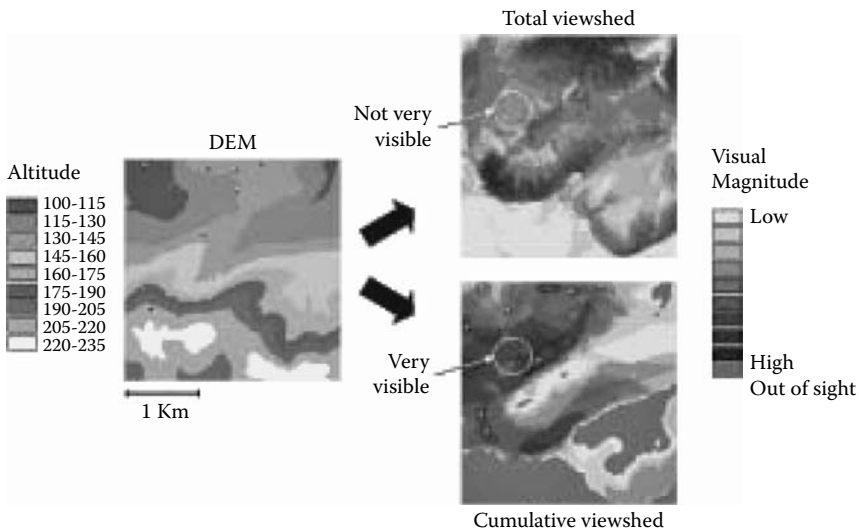 Total viewshed
Not very
visible
DEM
Altitude
100-115
115-130
130-145
145-160
160-175
175-190
190-205
205-220
220-235
1 Km
Visual
Magnitude
Low
High
Out of sight
Very
visible
Cumulative viewshed